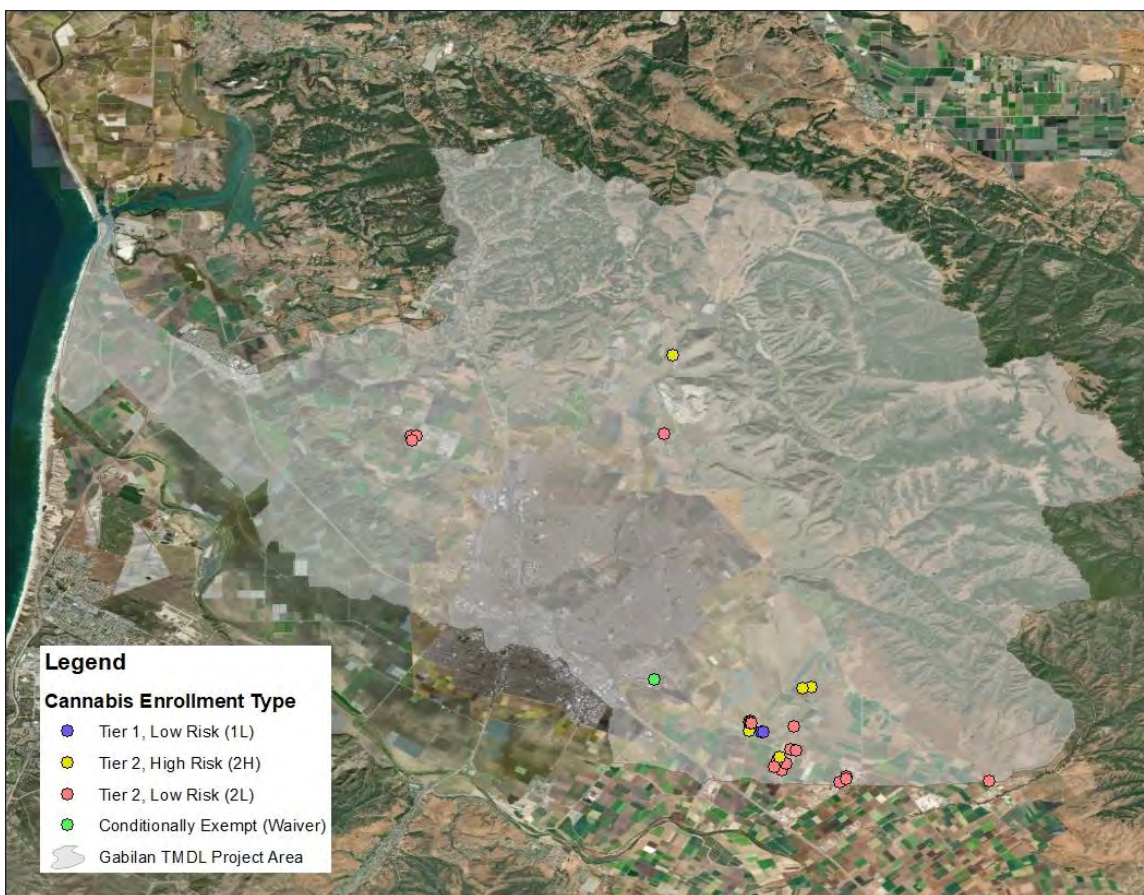 Legend
Cannabis Enrollment Type
Tier 1, Low Risk (1L)
Tier 2, High Risk (2H)
Tier 2, Low Risk (2L)
Conditionally Exempt (Waiver)
Gabilan TMDL Project Area